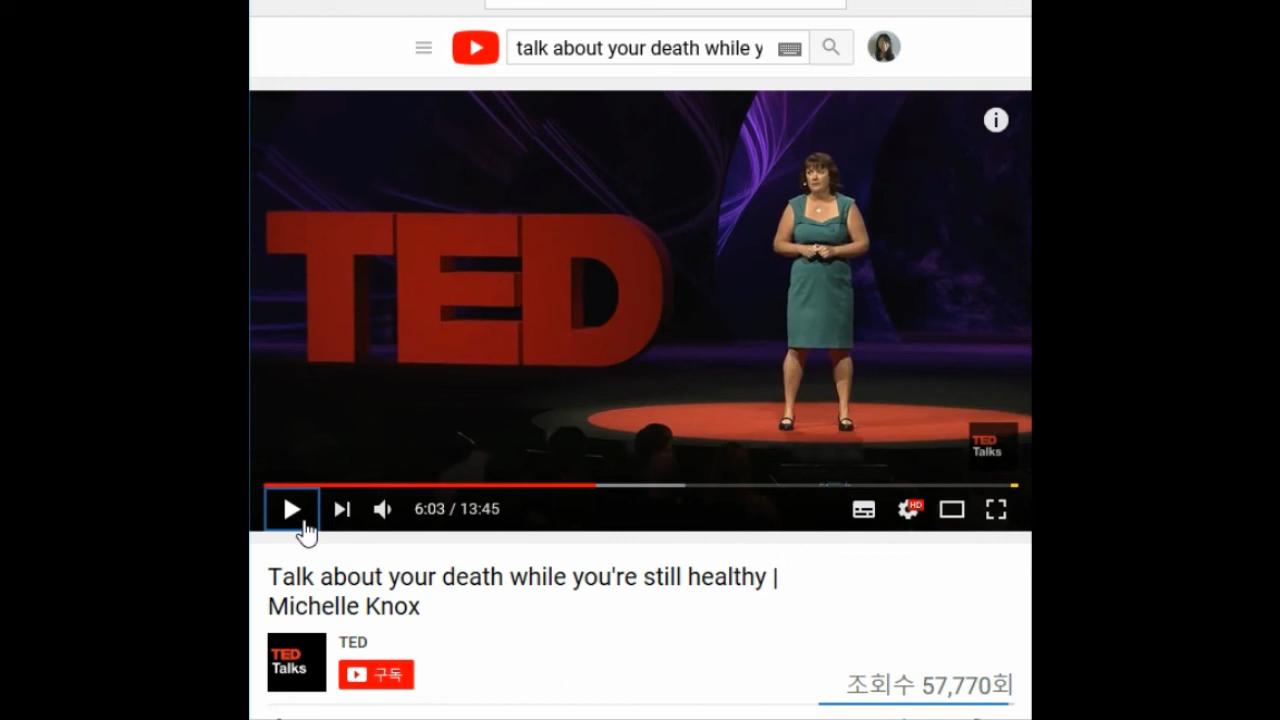 talk about your death while y
i
TED
TED
Talks
6:03 / 13:45
HD
Talk about your death while you're still healthy |
Michelle Knox
TED
Talks
TED
구독
조회수 57,770회